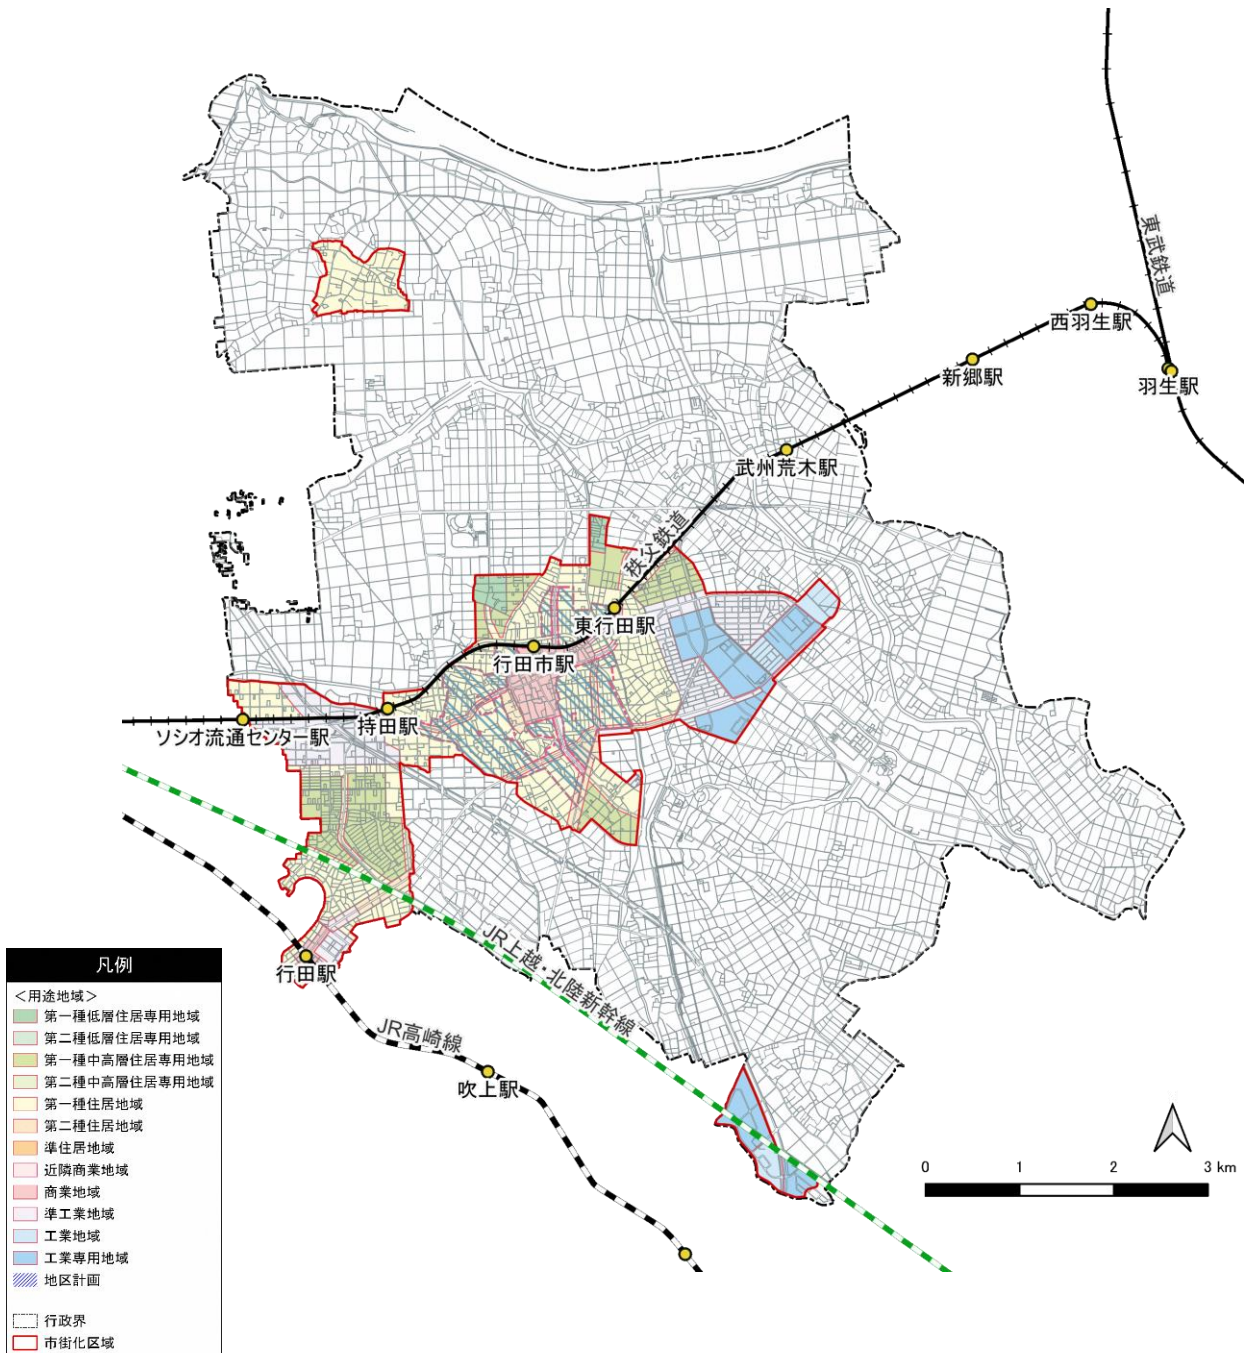 東武鉄道
西羽生駅
新郷駅
羽生駅
武州荒木駅
秩父鉄道
東行田駅
行田市駅
持田駅
ソシオ流通センター駅
行田駅
JR上越・北陸新幹線
JR高崎線
吹上駅
0 1 2 3 km
凡例
＜用途地域＞
第一種低層住居専用地域
第二種低層住居専用地域
第一種中高層住居専用地域
第二種中高層住居専用地域
第一種住居地域
第二種住居地域
準住居地域
近隣商業地域
商業地域
準工業地域
工業地域
工業専用地域
地区計画
行政界
市街化区域